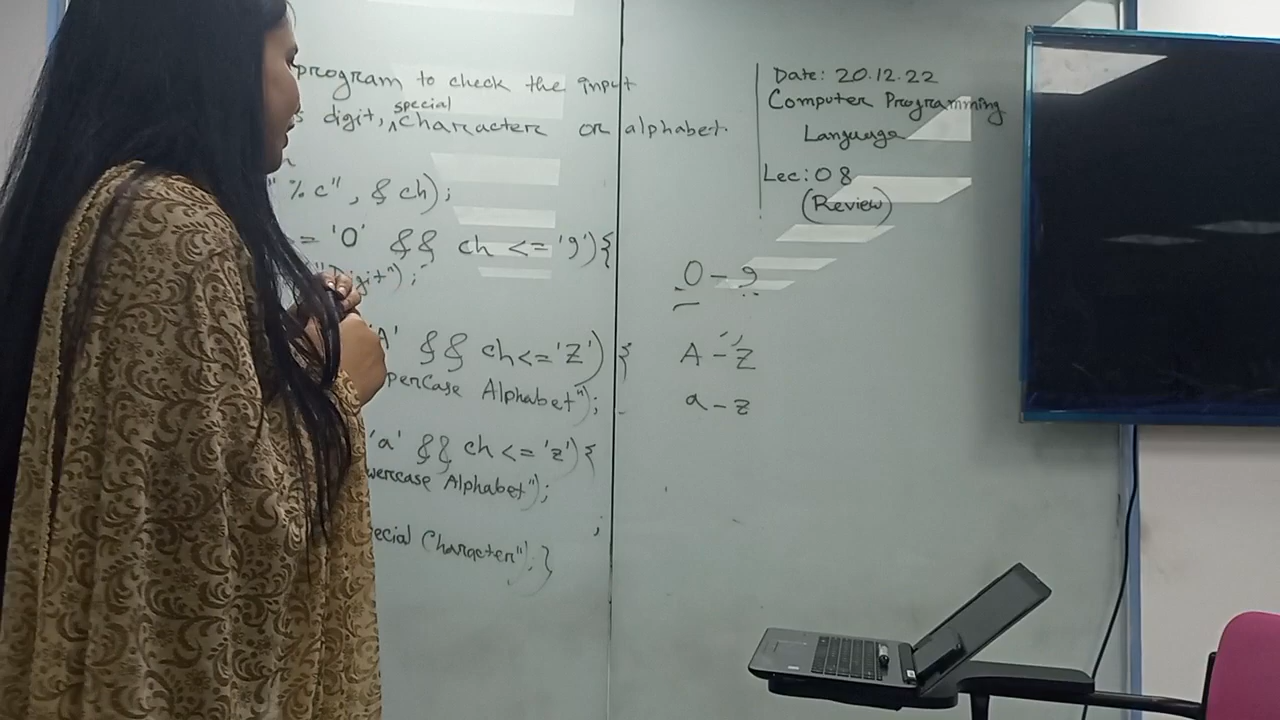 program to check the input
digit, special character or alphabet.
"%c", & ch);
= '0' && ch <= '9'){
"Digit");
'A' && ch<='Z') {
perCase Alphabet");
'a' && ch <= 'z'){
wercase Alphabet");
ecial Character"); }
Date: 20.12.22
Computer Programming
Language
Lec: 08
(Review)
0 - 9
A - Z
a - z